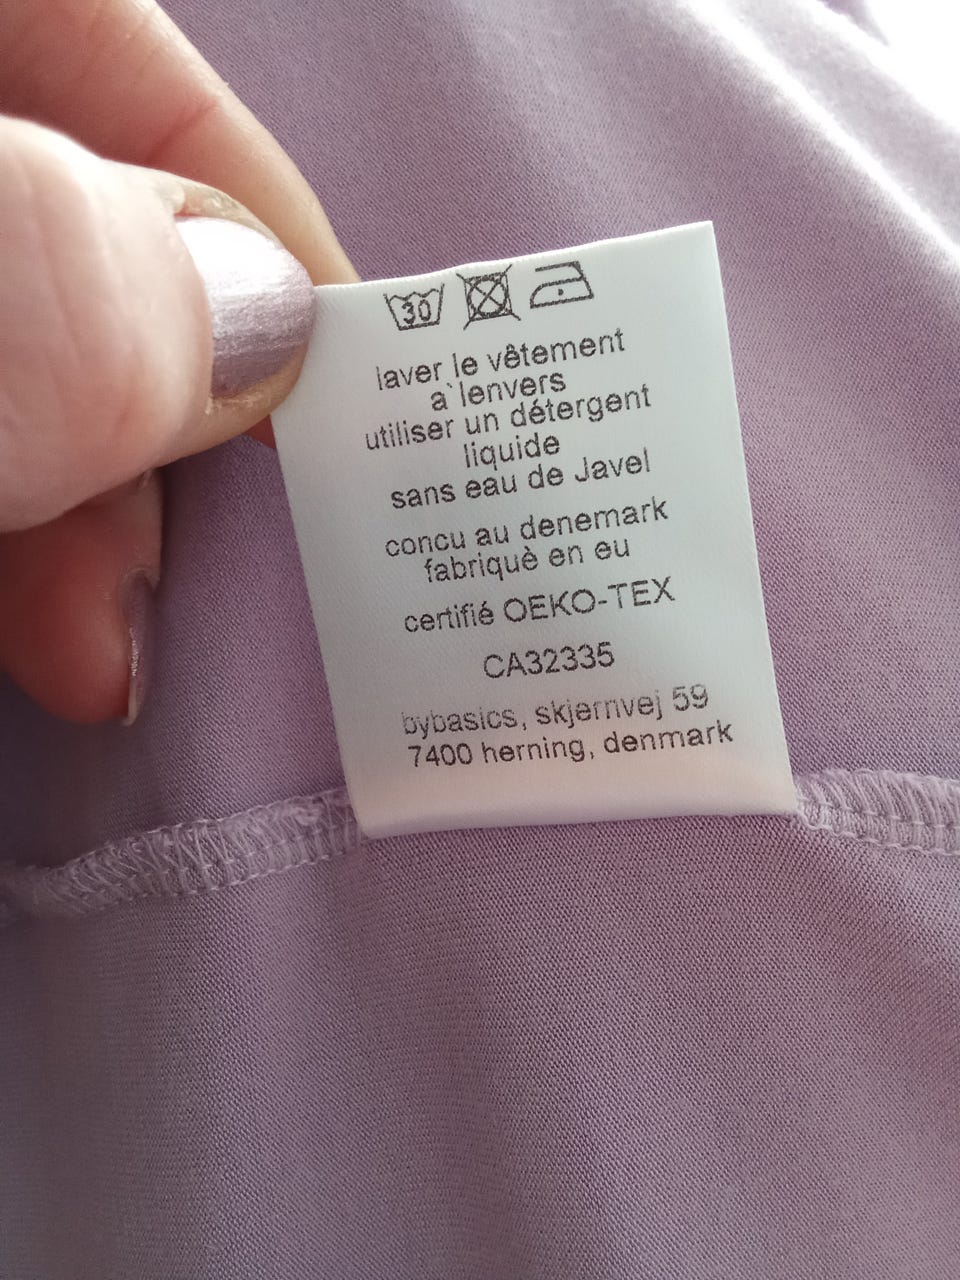 30
laver le vêtement
a`lenvers
utiliser un détergent
liquide
sans eau de Javel
concu au denemark
fabriquè en eu
certifié OEKO-TEX
CA32335
bybasics, skjernvej 59
7400 herning, denmark